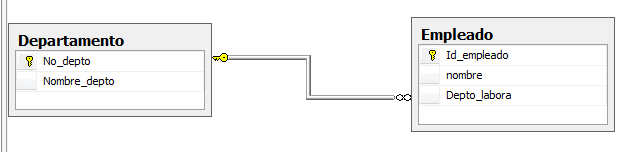 Departamento
No_depto
Nombre_depto
Empleado
Id_empleado
nombre
Depto_labora